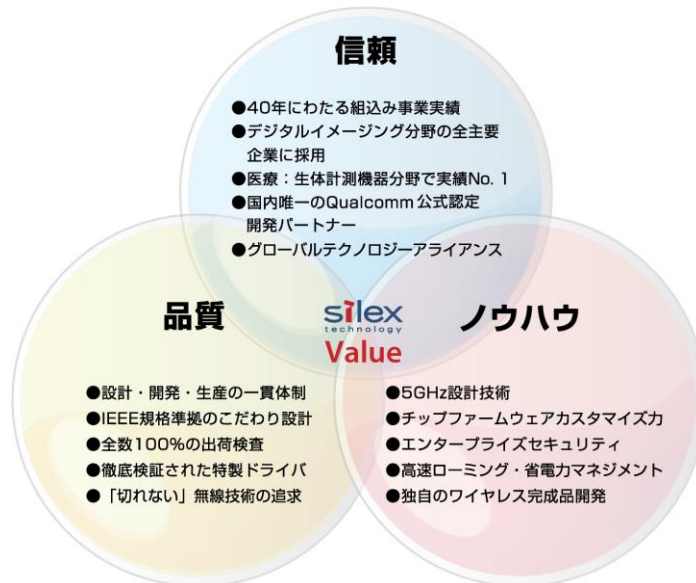 信頼
●40年にわたる組込み事業実績
●デジタルイメージング分野の全主要
企業に採用
●医療：生体計測機器分野で実績No. 1
●国内唯一のQualcomm 公式認定
開発パートナー
●グローバルテクノロジーアライアンス
品質
●設計・開発・生産の一貫体制
●IEEE規格準拠のこだわり設計
●全数100%の出荷検査
●徹底検証された特製ドライバ
●「切れない」無線技術の追求
silex
technology
Value
ノウハウ
●5GHz設計技術
●チップファームウェアカスタマイズ力
●エンタープライズセキュリティ
●高速ローミング・省電力マネジメント
●独自のワイヤレス完成品開発